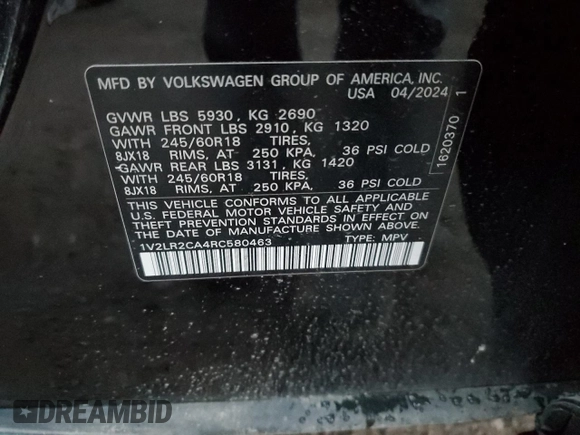 MFD BY VOLKSWAGEN GROUP OF AMERICA, INC.
USA 04/2024
GVWR LBS 5930, KG 2690
GAWR FRONT LBS 2910, KG 1320
WITH 245/60R18 TIRES,
8JX18 RIMS, AT 250 KPA, 36 PSI COLD
GAWR REAR LBS 3131, KG 1420
WITH 245/60R18 TIRES,
8JX18 RIMS, AT 250 KPA, 36 PSI COLD
THIS VEHICLE CONFORMS TO ALL APPLICABLE
U.S. FEDERAL MOTOR VEHICLE SAFETY AND
THEFT PREVENTION STANDARDS IN EFFECT ON
THE DATE OF MANUFACTURE SHOWN ABOVE.
1V2LR2CA4RC580463 TYPE: MPV
1620370 1
DREAMBID